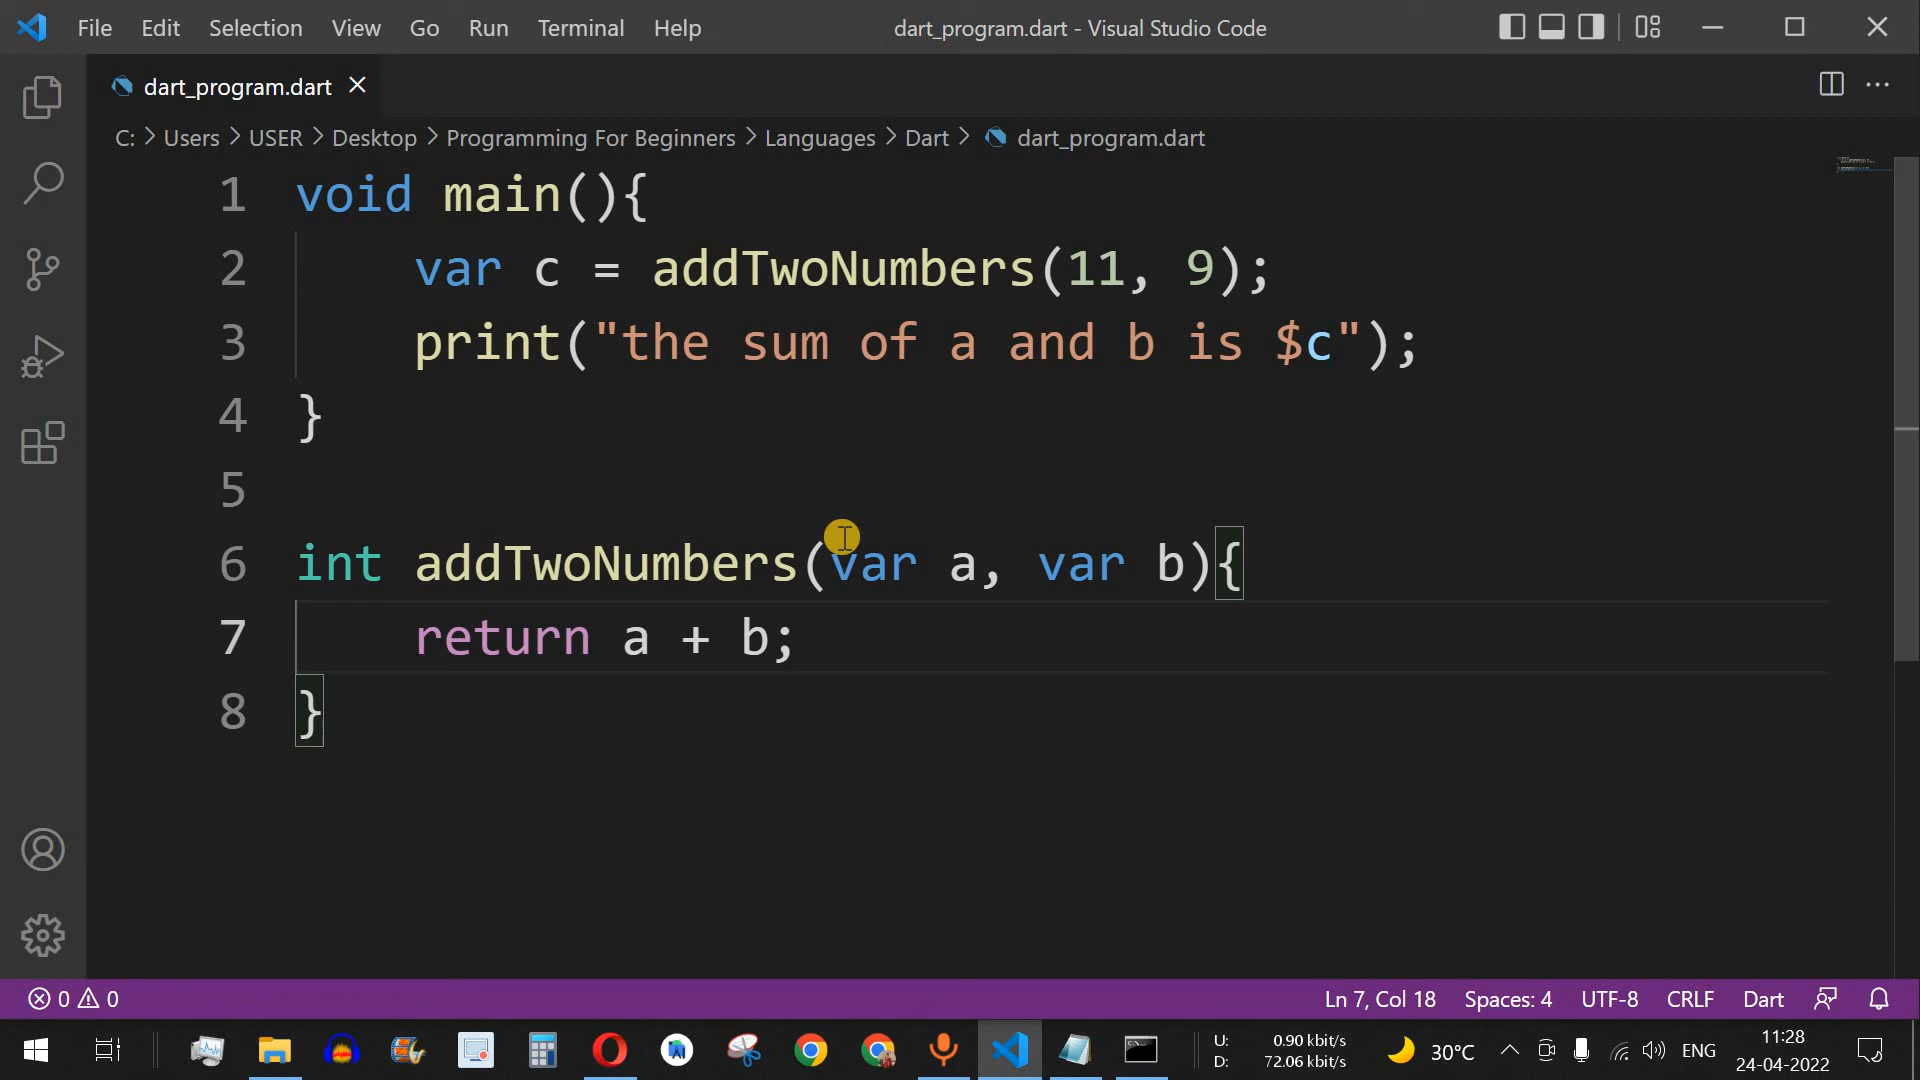 File Edit Selection View Go Run Terminal Help dart_program.dart - Visual Studio Code
dart_program.dart
C: > Users > USER > Desktop > Programming For Beginners > Languages > Dart > dart_program.dart
1 void main(){
2 var c = addTwoNumbers(11, 9);
3 print("the sum of a and b is $c");
4 }
5
6 int addTwoNumbers(var a, var b){
7 return a + b;
8 }
0 0 Ln 7, Col 18 Spaces: 4 UTF-8 CRLF Dart
U: 0.90 kbit/s
D: 72.06 kbit/s
30°C ENG
11:28
24-04-2022